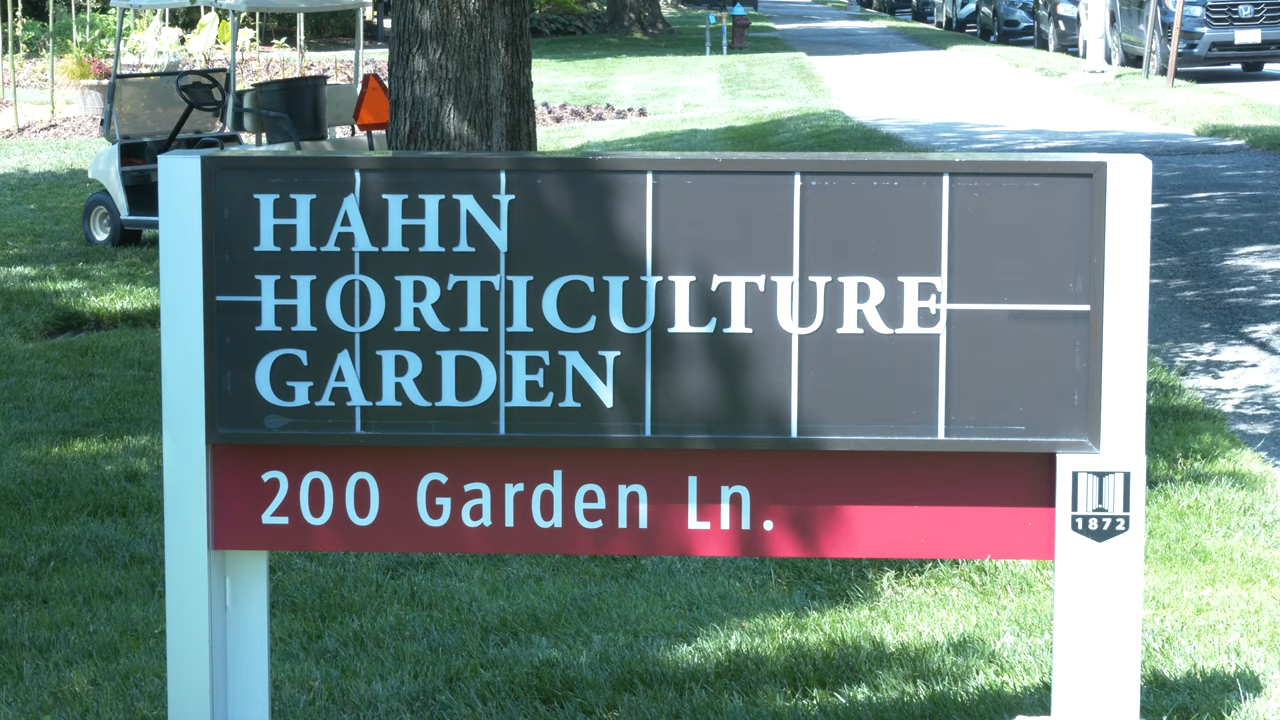 HAHN
HORTICULTURE
GARDEN
200 Garden Ln.
1872